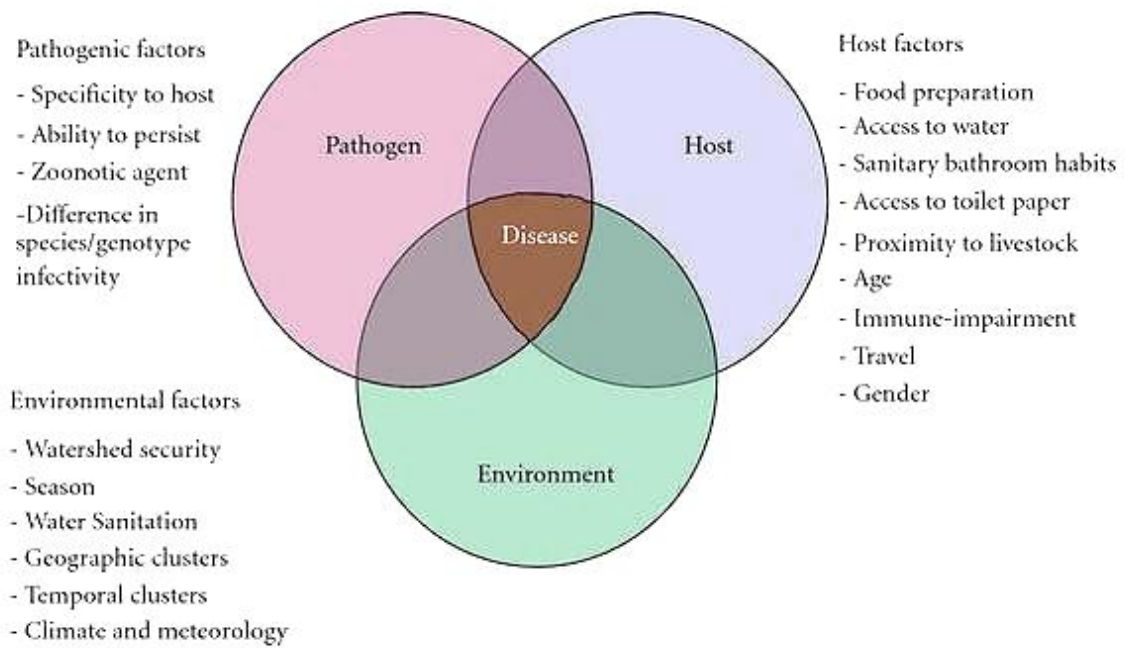 Pathogenic factors
- Specificity to host
- Ability to persist
- Zoonotic agent
-Difference in
species/genotype
infectivity
Pathogen
Host
Disease
Environment
Host factors
- Food preparation
- Access to water
- Sanitary bathroom habits
- Access to toilet paper
- Proximity to livestock
- Age
- Immune-impairment
- Travel
- Gender
Environmental factors
- Watershed security
- Season
- Water Sanitation
- Geographic clusters
- Temporal clusters
- Climate and meteorology